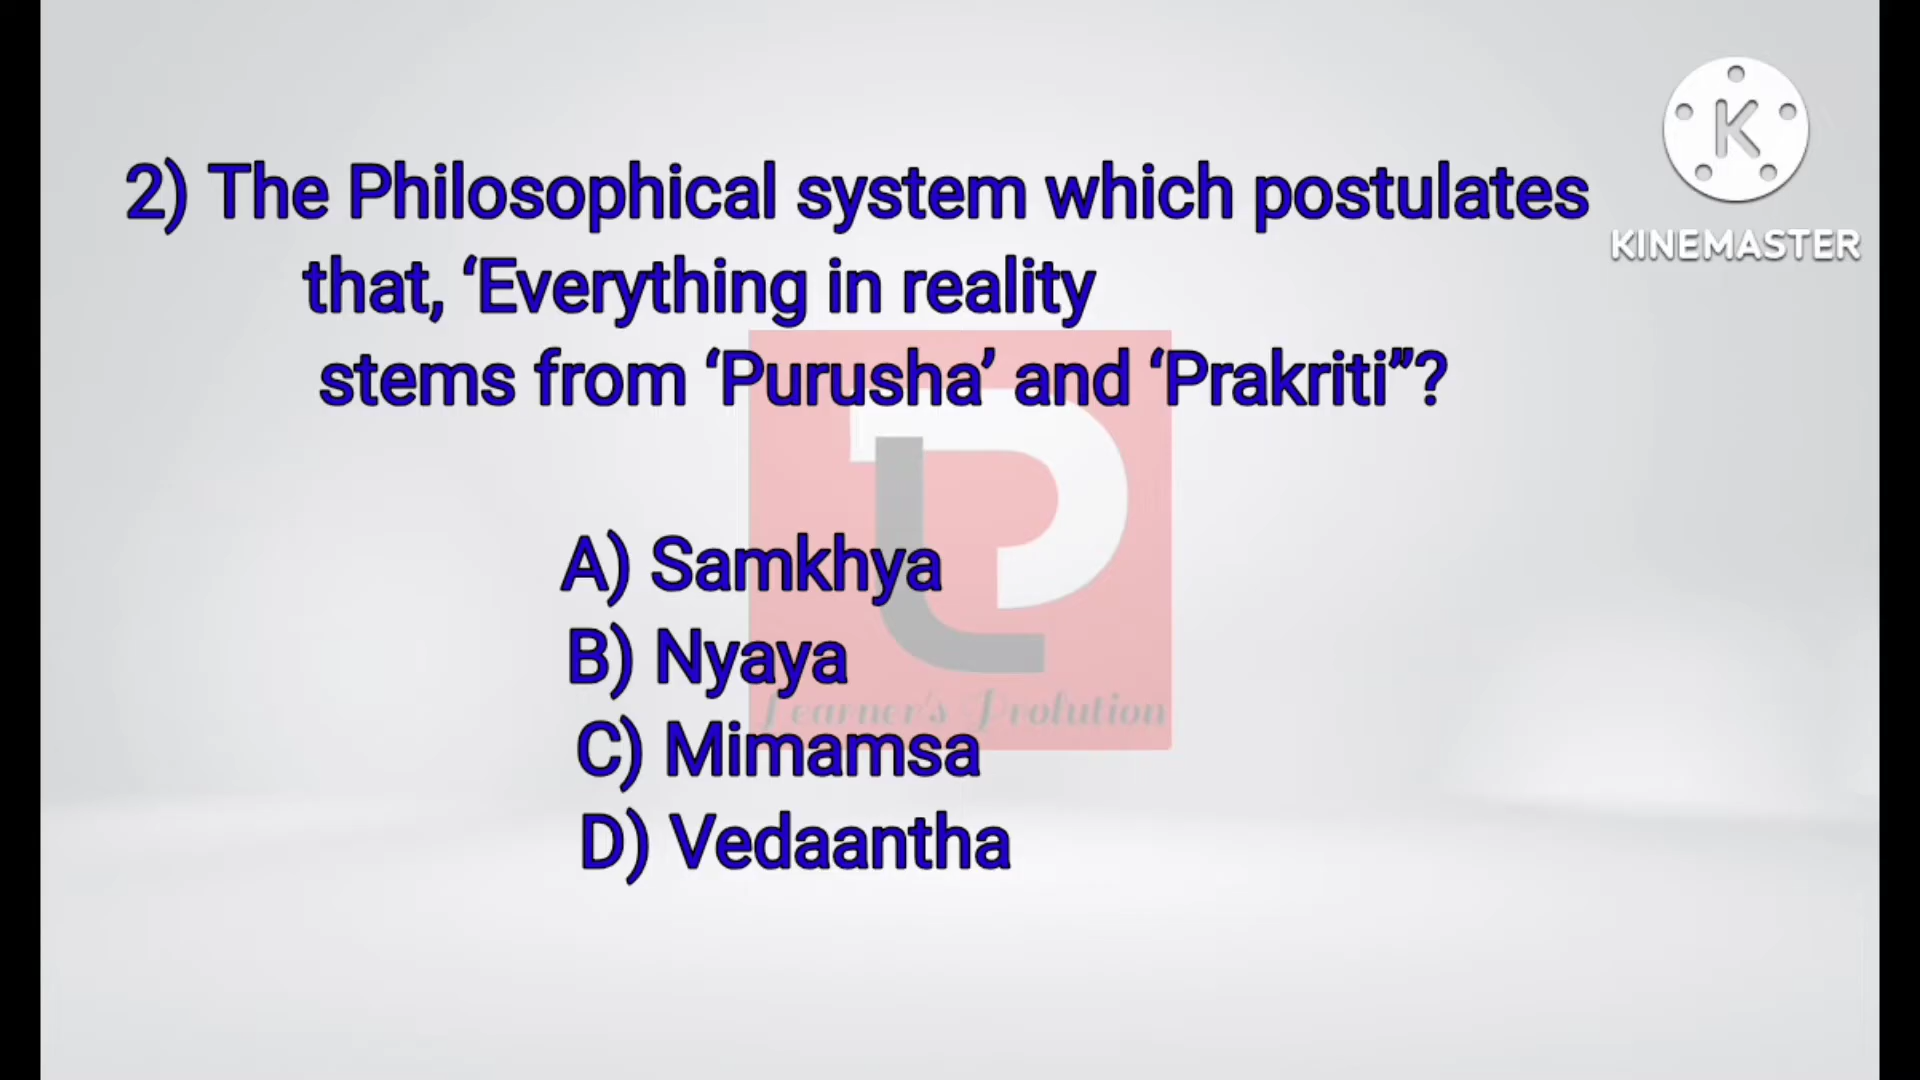 K
KINEMASTER
2) The Philosophical system which postulates
that, ‘Everything in reality
stems from ‘Purusha’ and ‘Prakriti”?
A) Samkhya
B) Nyaya
Learner's Prolution
C) Mimamsa
D) Vedaantha